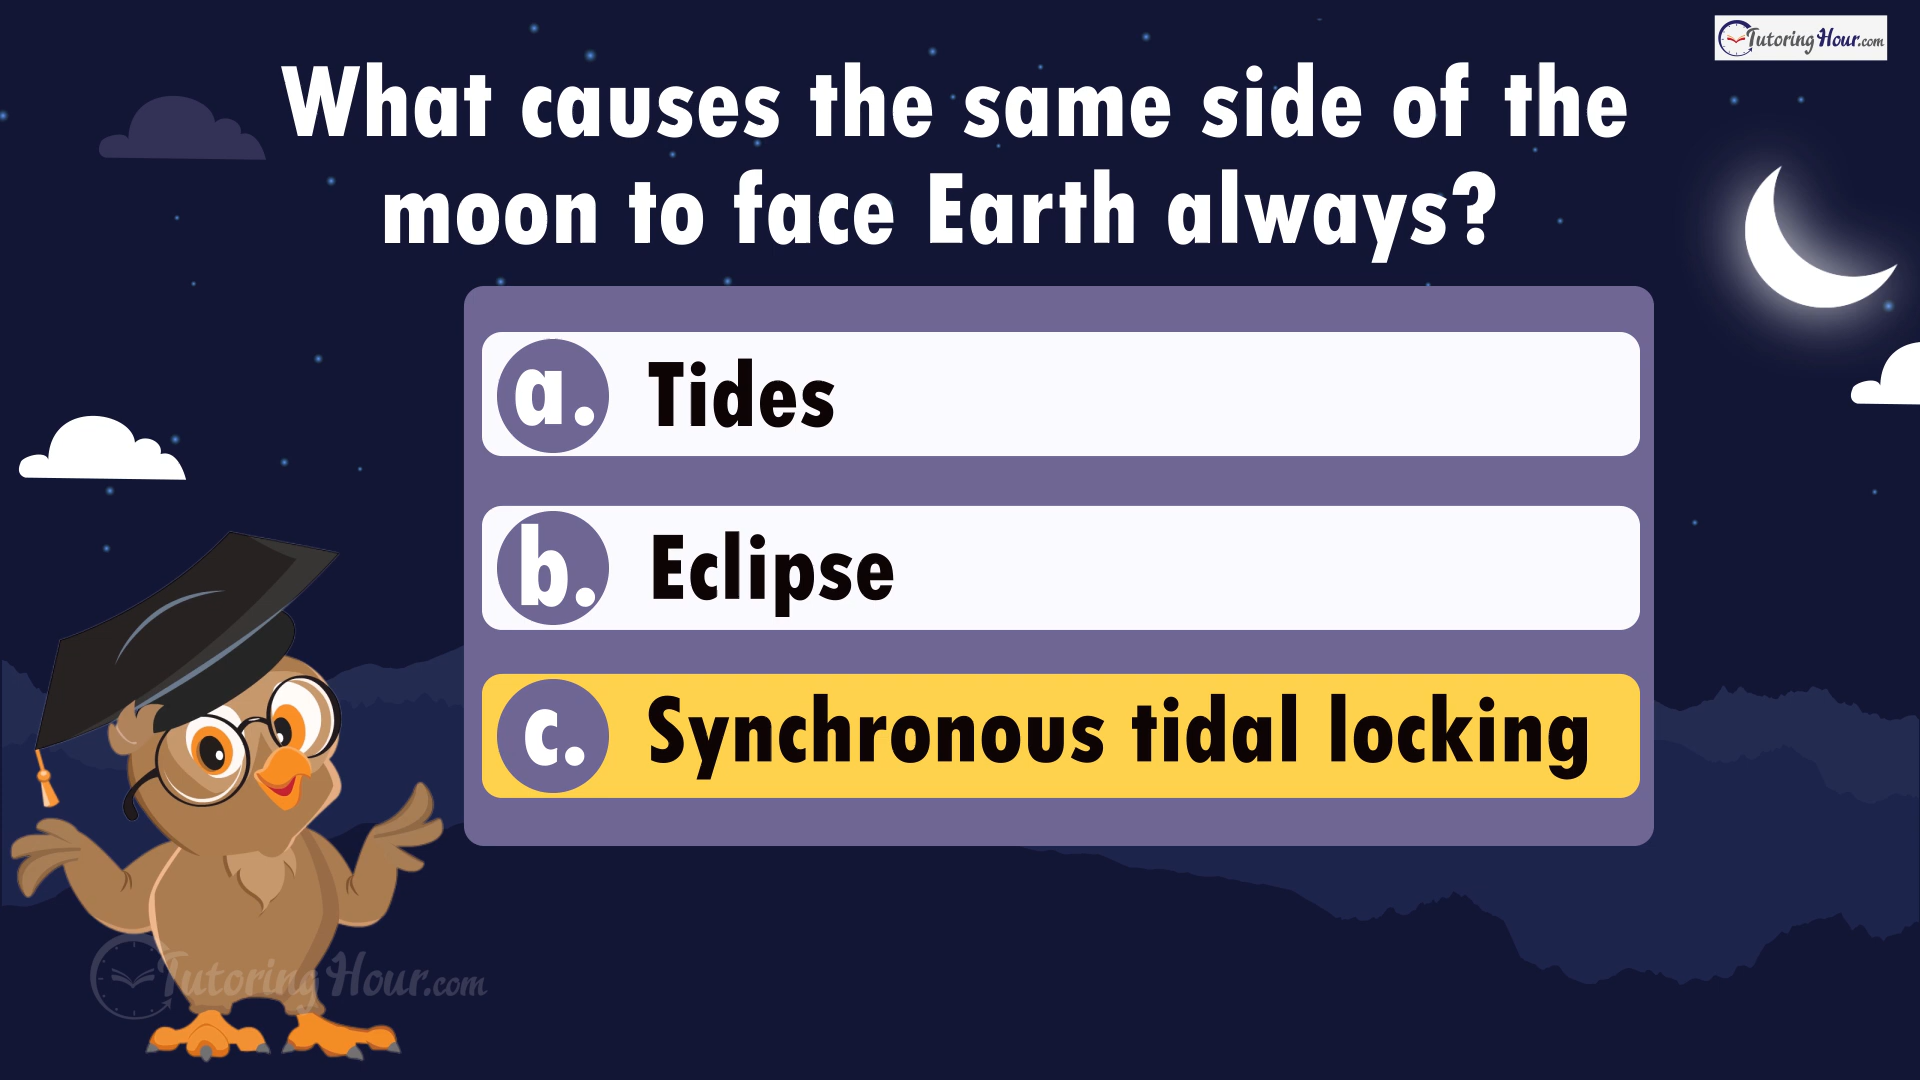 TutoringHour.com
What causes the same side of the
moon to face Earth always?
a. Tides
b. Eclipse
c. Synchronous tidal locking
TutoringHour.com